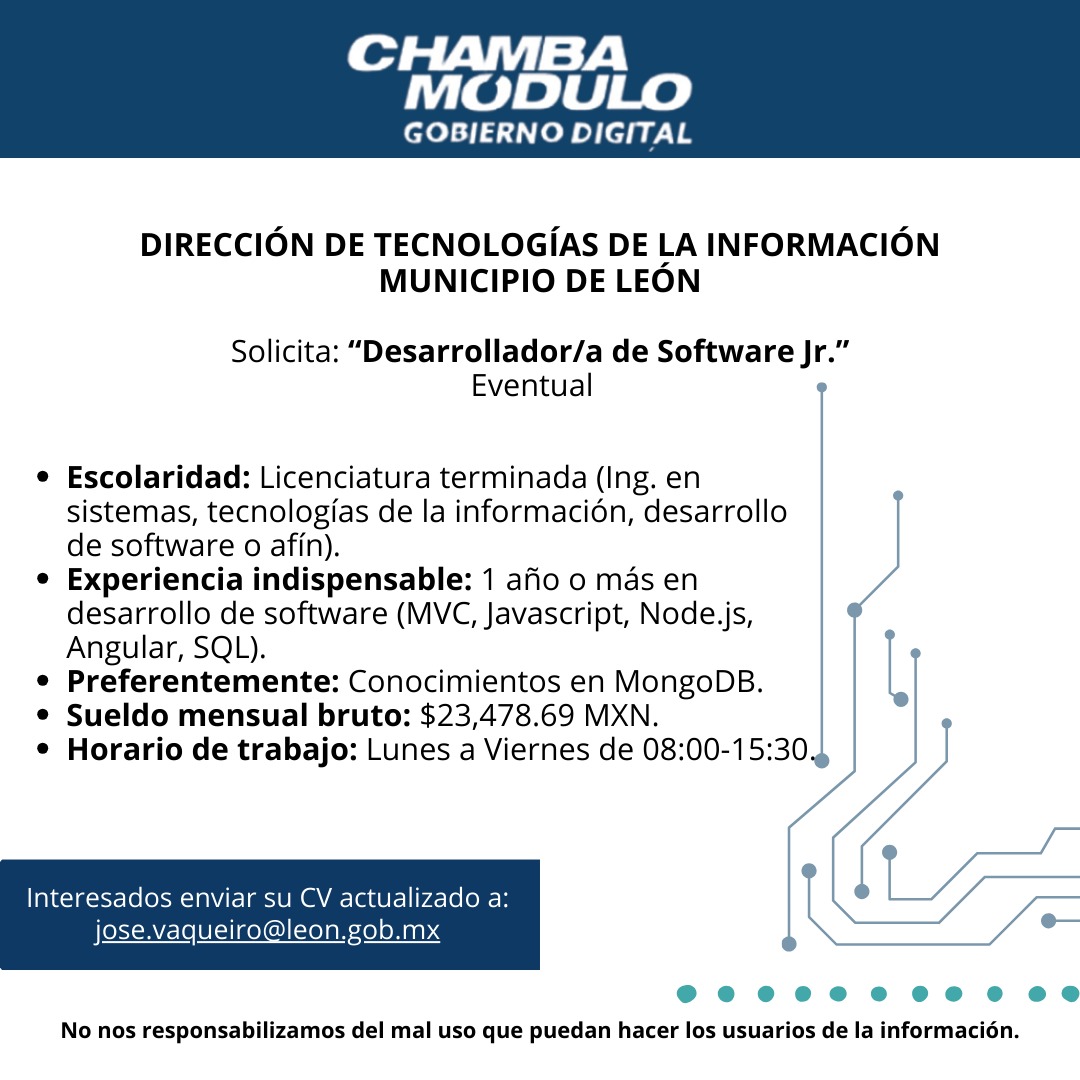 CHAMBA
MÓDULO
GOBIERNO DIGITAL
DIRECCIÓN DE TECNOLOGÍAS DE LA INFORMACIÓN
MUNICIPIO DE LEÓN
Solicita: “Desarrollador/a de Software Jr.”
Eventual
• Escolaridad: Licenciatura terminada (Ing. en
sistemas, tecnologías de la información, desarrollo
de software o afín).
• Experiencia indispensable: 1 año o más en
desarrollo de software (MVC, Javascript, Node.js,
Angular, SQL).
• Preferentemente: Conocimientos en MongoDB.
• Sueldo mensual bruto: $23,478.69 MXN.
• Horario de trabajo: Lunes a Viernes de 08:00-15:30.
Interesados enviar su CV actualizado a:
jose.vaqueiro@leon.gob.mx
No nos responsabilizamos del mal uso que puedan hacer los usuarios de la información.